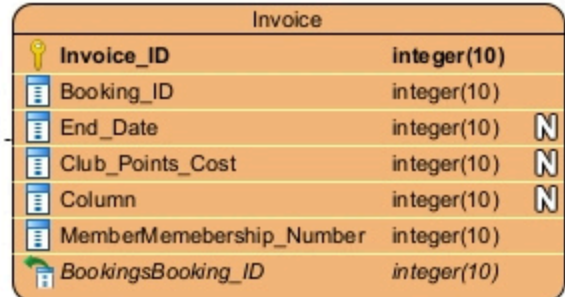 Invoice
Invoice_ID integer(10)
Booking_ID integer(10)
End_Date integer(10) N
Club_Points_Cost integer(10) N
Column integer(10) N
MemberMemebership_Number integer(10)
BookingsBooking_ID integer(10)